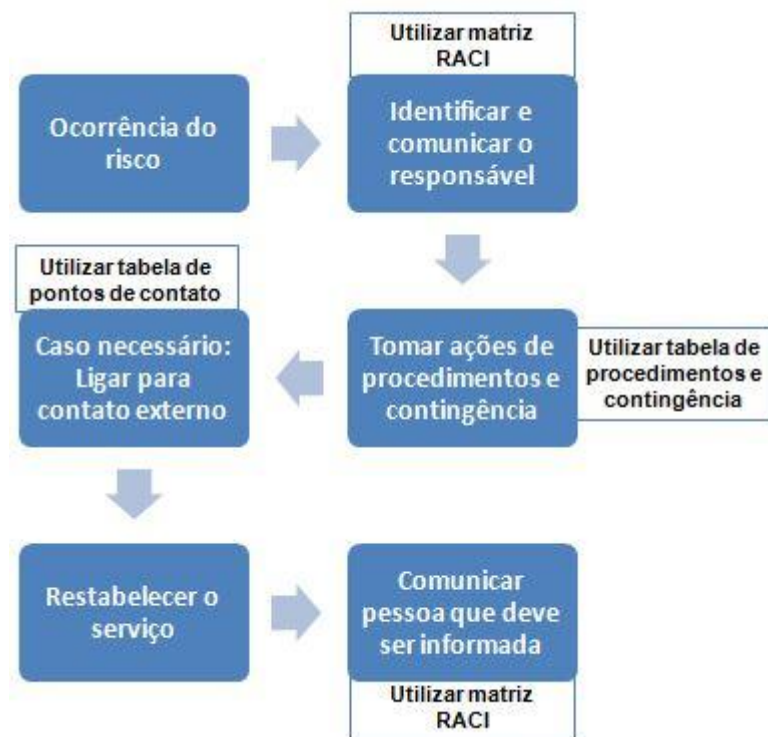 Ocorrência do
risco
Utilizar matriz
RACI
Identificar e
comunicar o
responsável
Tomar ações de
procedimentos e
contingência
Utilizar tabela de
procedimentos e
contingência
Utilizar tabela de
pontos de contato
Caso necessário:
Ligar para
contato externo
Restabelecer o
serviço
Comunicar
pessoa que deve
ser informada
Utilizar matriz
RACI